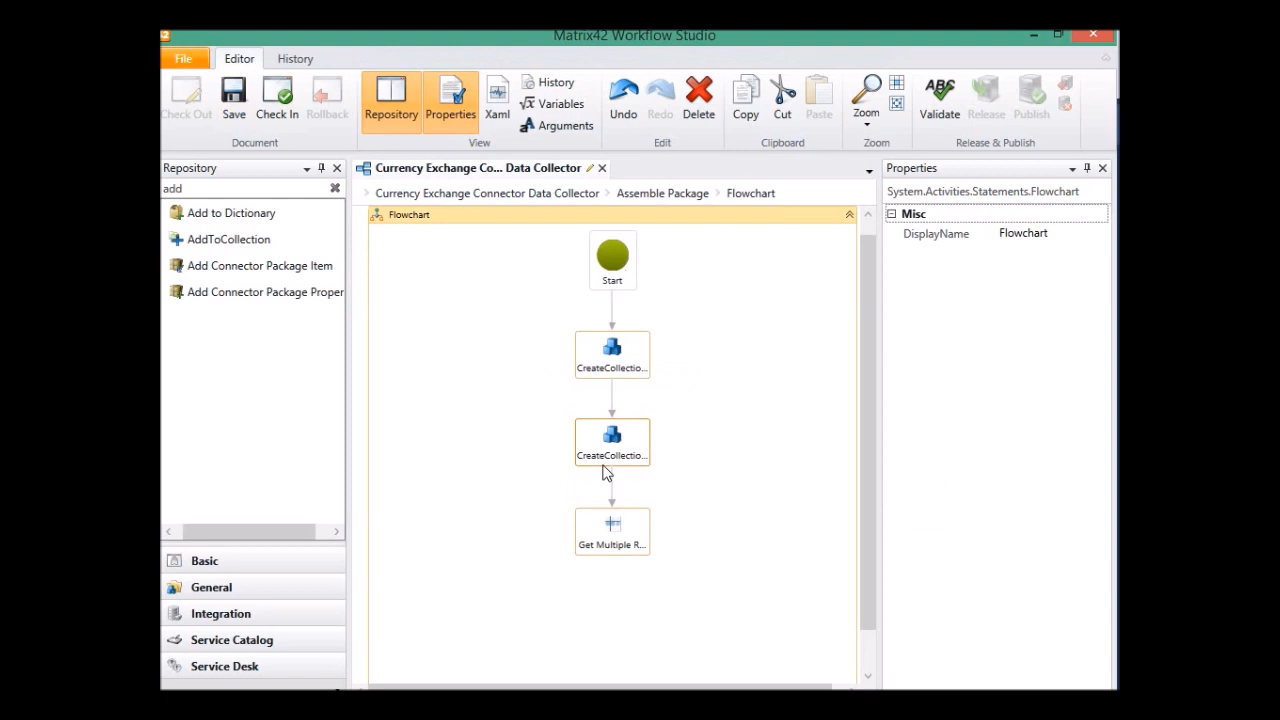 Matrix42 Workflow Studio
File
Editor
History
Check Out
Save
Check In
Rollback
Repository
Properties
Xaml
History
Variables
Arguments
Undo
Redo
Delete
Copy
Cut
Paste
Zoom
ABC
Validate
Release
Publish
Document
View
Edit
Clipboard
Zoom
Release & Publish
Repository
add
Add to Dictionary
AddToCollection
Add Connector Package Item
Add Connector Package Proper
Basic
General
Integration
Service Catalog
Service Desk
Currency Exchange Co... Data Collector
Currency Exchange Connector Data Collector
Assemble Package
Flowchart
Flowchart
Start
CreateCollectio...
CreateCollectio...
Get Multiple R...
Properties
System.Activities.Statements.Flowchart
Misc
DisplayName
Flowchart